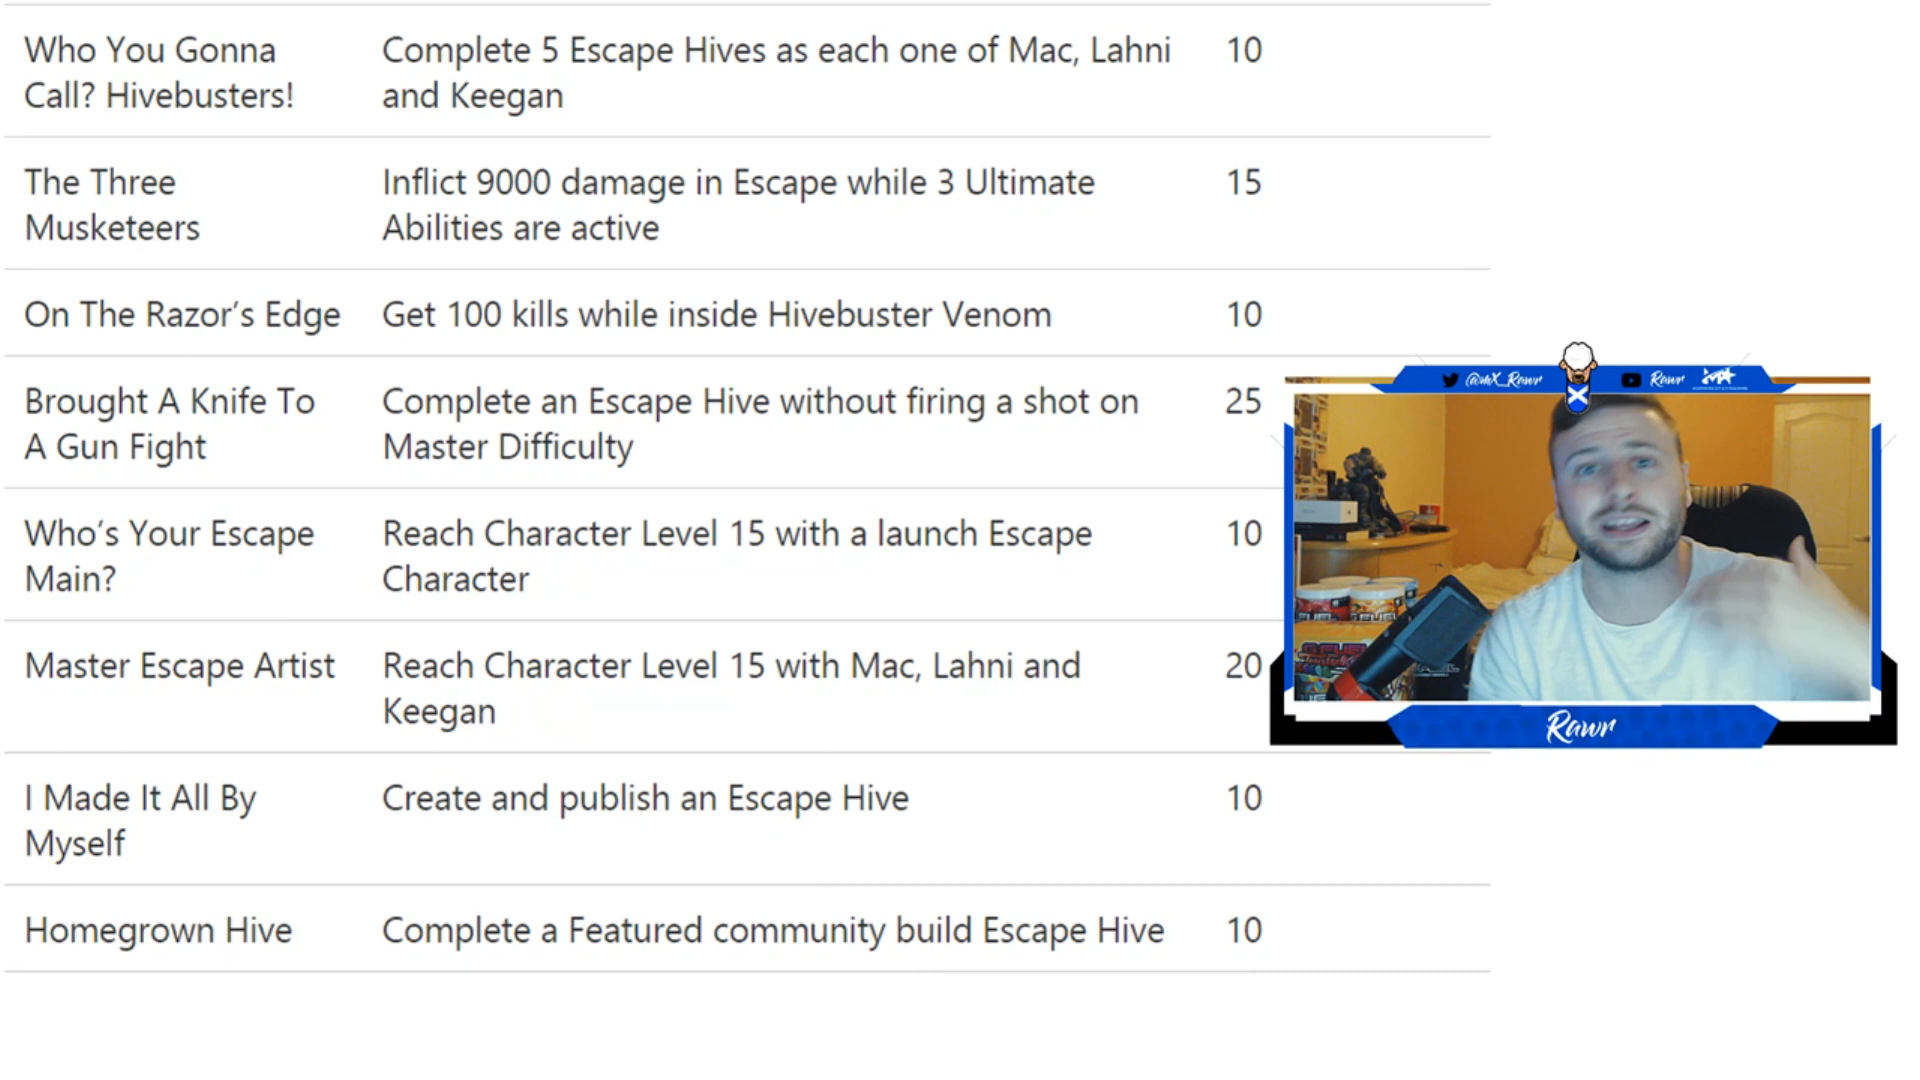 Who You Gonna
Call? Hivebusters!
Complete 5 Escape Hives as each one of Mac, Lahni
and Keegan
10
The Three
Musketeers
Inflict 9000 damage in Escape while 3 Ultimate
Abilities are active
15
On The Razor’s Edge
Get 100 kills while inside Hivebuster Venom
10
Brought A Knife To
A Gun Fight
Complete an Escape Hive without firing a shot on
Master Difficulty
25
Who’s Your Escape
Main?
Reach Character Level 15 with a launch Escape
Character
10
Master Escape Artist
Reach Character Level 15 with Mac, Lahni and
Keegan
20
I Made It All By
Myself
Create and publish an Escape Hive
10
Homegrown Hive
Complete a Featured community build Escape Hive
10
@mX_Rawr
Rawr
Rawr